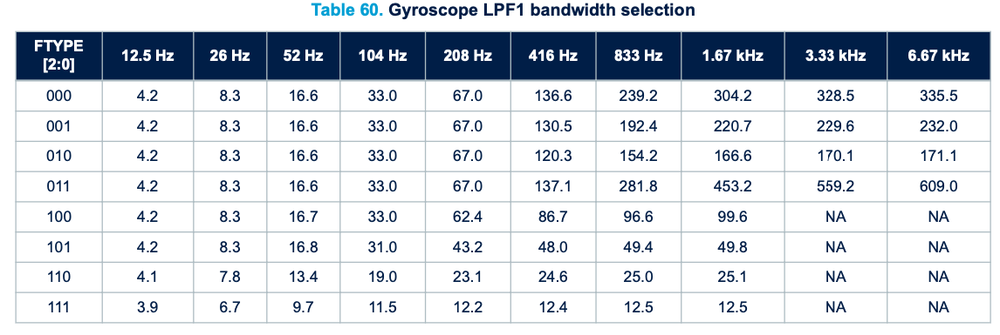 Table 60. Gyroscope LPF1 bandwidth selection
FTYPE [2:0] 12.5 Hz 26 Hz 52 Hz 104 Hz 208 Hz 416 Hz 833 Hz 1.67 kHz 3.33 kHz 6.67 kHz
000 4.2 8.3 16.6 33.0 67.0 136.6 239.2 304.2 328.5 335.5
001 4.2 8.3 16.6 33.0 67.0 130.5 192.4 220.7 229.6 232.0
010 4.2 8.3 16.6 33.0 67.0 120.3 154.2 166.6 170.1 171.1
011 4.2 8.3 16.6 33.0 67.0 137.1 281.8 453.2 559.2 609.0
100 4.2 8.3 16.7 33.0 62.4 86.7 96.6 99.6 NA NA
101 4.2 8.3 16.8 31.0 43.2 48.0 49.4 49.8 NA NA
110 4.1 7.8 13.4 19.0 23.1 24.6 25.0 25.1 NA NA
111 3.9 6.7 9.7 11.5 12.2 12.4 12.5 12.5 NA NA